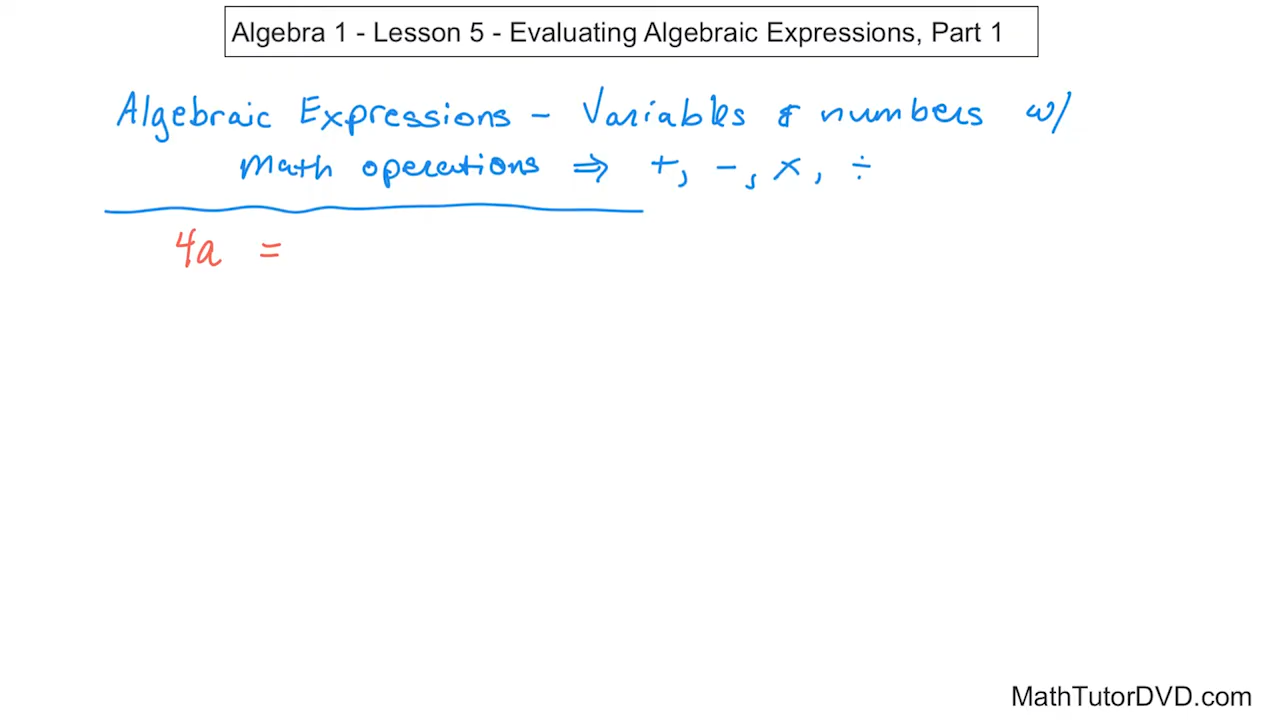 Algebra 1 - Lesson 5 - Evaluating Algebraic Expressions, Part 1
Algebraic Expressions - Variables & numbers w/
Math operations ⇒ +, -, ×, ÷
4a =
MathTutorDVD.com